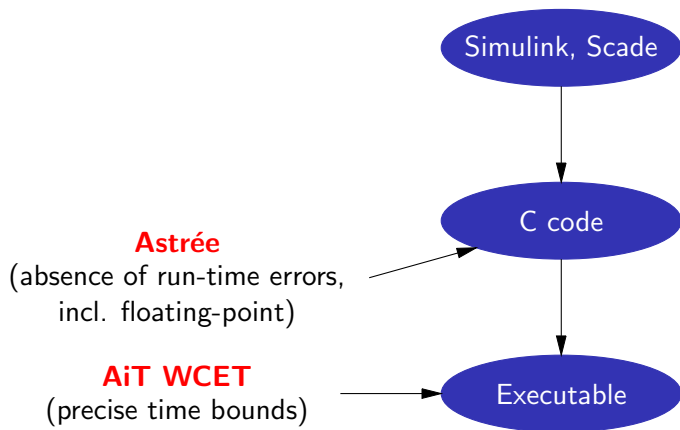 Simulink, Scade
C code
Astrée
(absence of run-time errors,
incl. floating-point)
AiT WCET
(precise time bounds)
Executable